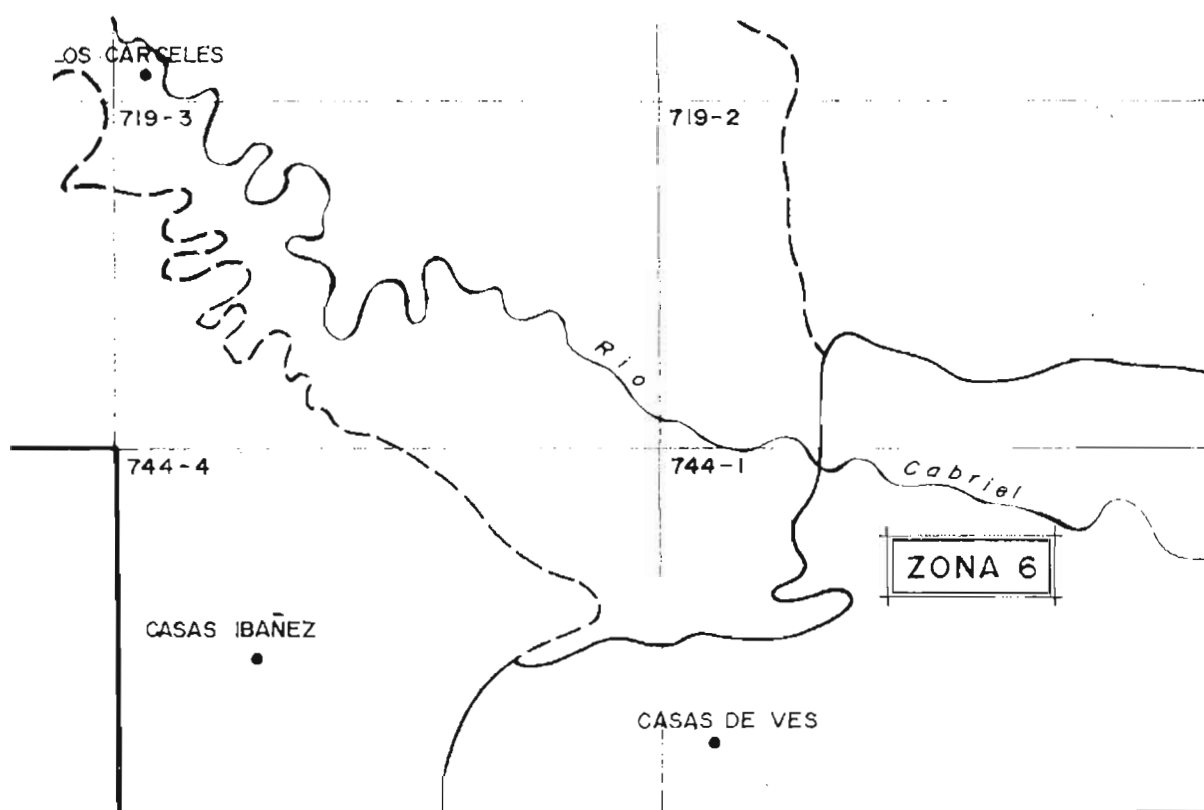 LOS CARCELES
719-3
719-2
Rio
744-4
744-1
Cabriel
ZONA 6
CASAS IBAÑEZ
CASAS DE VES